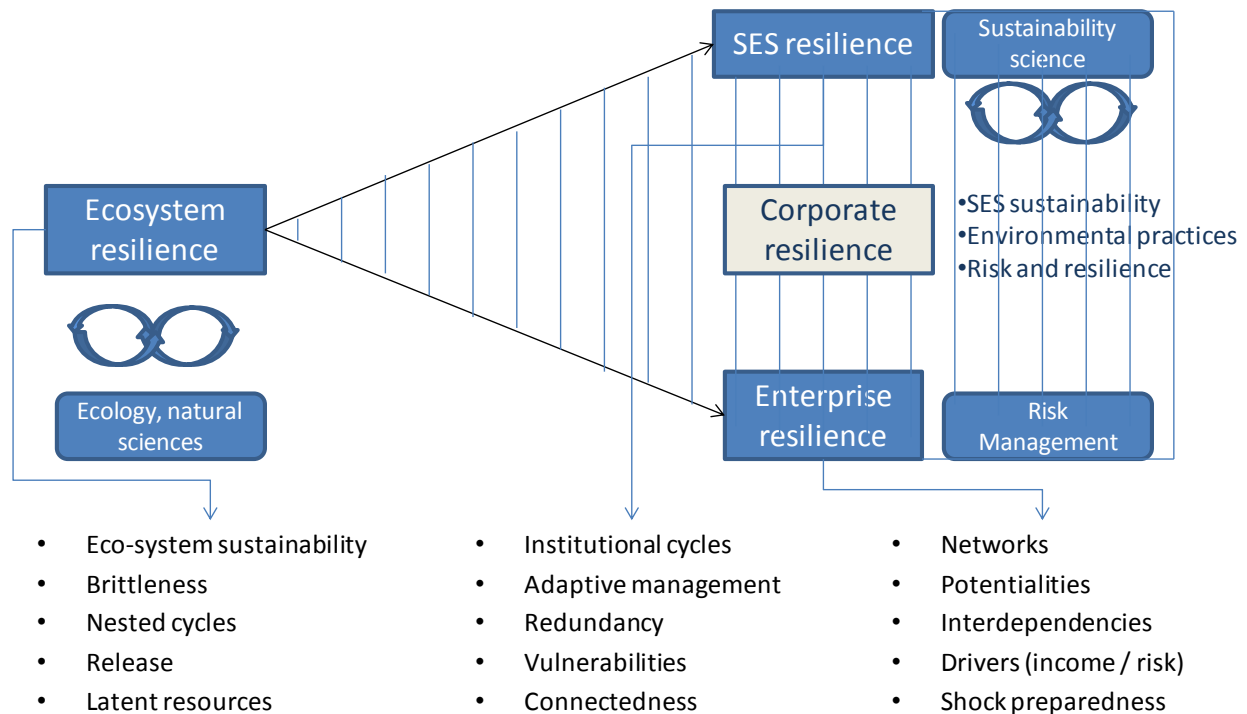 SES resilience
Sustainability
science
Ecosystem
resilience
Corporate
resilience
•SES sustainability
•Environmental practices
•Risk and resilience
Ecology, natural
sciences
Enterprise
resilience
Risk
Management
• Eco-system sustainability
• Brittleness
• Nested cycles
• Release
• Latent resources
• Institutional cycles
• Adaptive management
• Redundancy
• Vulnerabilities
• Connectedness
• Networks
• Potentialities
• Interdependencies
• Drivers (income / risk)
• Shock preparedness